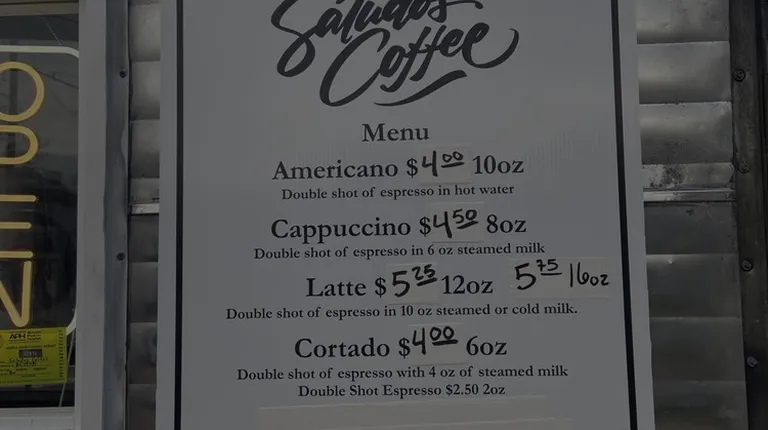 Saludos
Coffee
Menu
Americano $4.00 10oz
Double shot of espresso in hot water
Cappuccino $4.50 8oz
Double shot of espresso in 6 oz steamed milk
Latte $5.25 12oz 5.75 16oz
Double shot of espresso in 10 oz steamed or cold milk.
Cortado $4.00 6oz
Double shot of espresso with 4 oz of steamed milk
Double Shot Espresso $2.50 2oz
APH